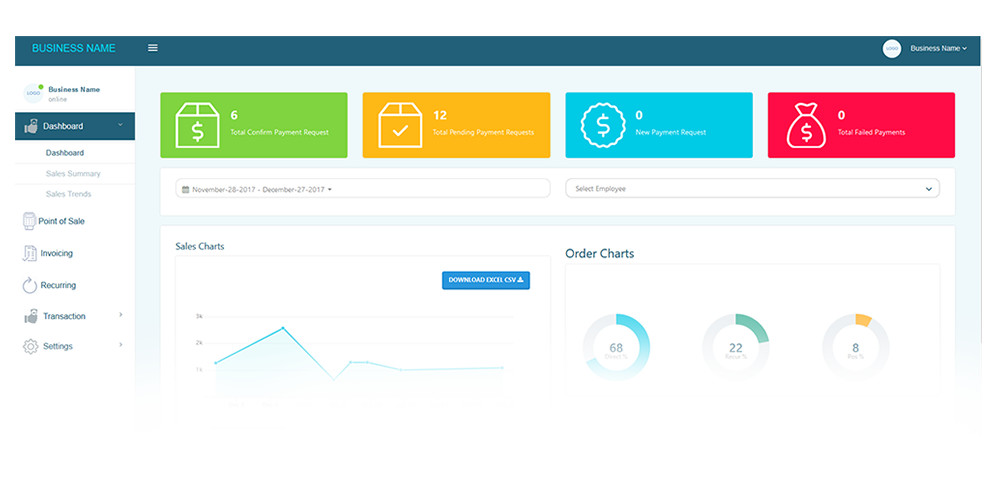 BUSINESS NAME
LOGO
Business Name
LOGO
Business Name
online
Dashboard
Dashboard
Sales Summary
Sales Trends
Point of Sale
Invoicing
Recurring
Transaction
Settings
6
Total Confirm Payment Request
12
Total Pending Payment Requests
0
New Payment Request
0
Total Failed Payments
November-28-2017 - December-27-2017
Select Employee
Sales Charts
DOWNLOAD EXCEL CSV
3k
2k
Order Charts
68
Direct %
22
Recur %
8
Pos %